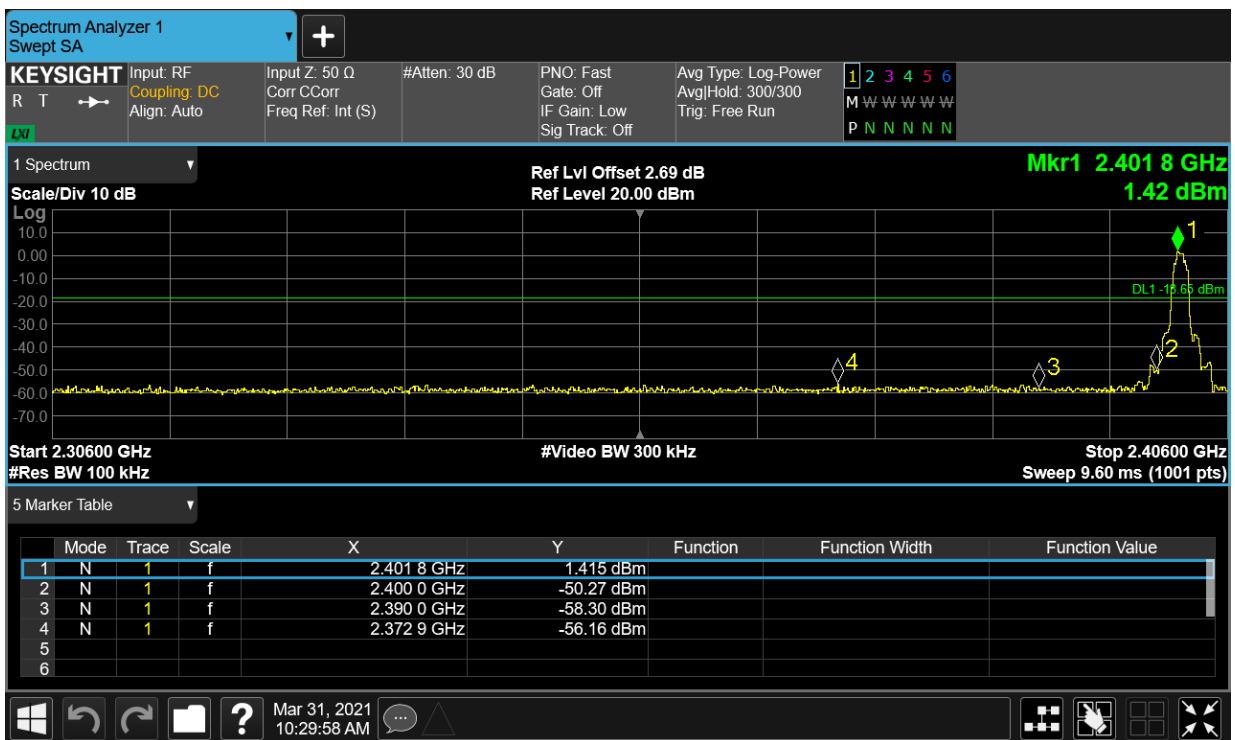 Spectrum Analyzer 1
Swept SA
KEYSIGHT
R T
LXI
Input: RF
Coupling: DC
Align: Auto
Input Z: 50 Ω
Corr CCorr
Freq Ref: Int (S)
#Atten: 30 dB
PNO: Fast
Gate: Off
IF Gain: Low
Sig Track: Off
Avg Type: Log-Power
Avg|Hold: 300/300
Trig: Free Run
1 2 3 4 5 6
M W W W W W
P N N N N N
1 Spectrum
Scale/Div 10 dB
Ref Lvl Offset 2.69 dB
Ref Level 20.00 dBm
Mkr1 2.401 8 GHz
1.42 dBm
Log
10.0
0.00
-10.0
-20.0
-30.0
-40.0
-50.0
-60.0
-70.0
1
DL1 -18.65 dBm
2
3
4
Start 2.30600 GHz
#Res BW 100 kHz
#Video BW 300 kHz
Stop 2.40600 GHz
Sweep 9.60 ms (1001 pts)
5 Marker Table
Mode Trace Scale X Y Function Function Width Function Value
1 N 1 f 2.401 8 GHz 1.415 dBm
2 N 1 f 2.400 0 GHz -50.27 dBm
3 N 1 f 2.390 0 GHz -58.30 dBm
4 N 1 f 2.372 9 GHz -56.16 dBm
5
6
?
Mar 31, 2021
10:29:58 AM